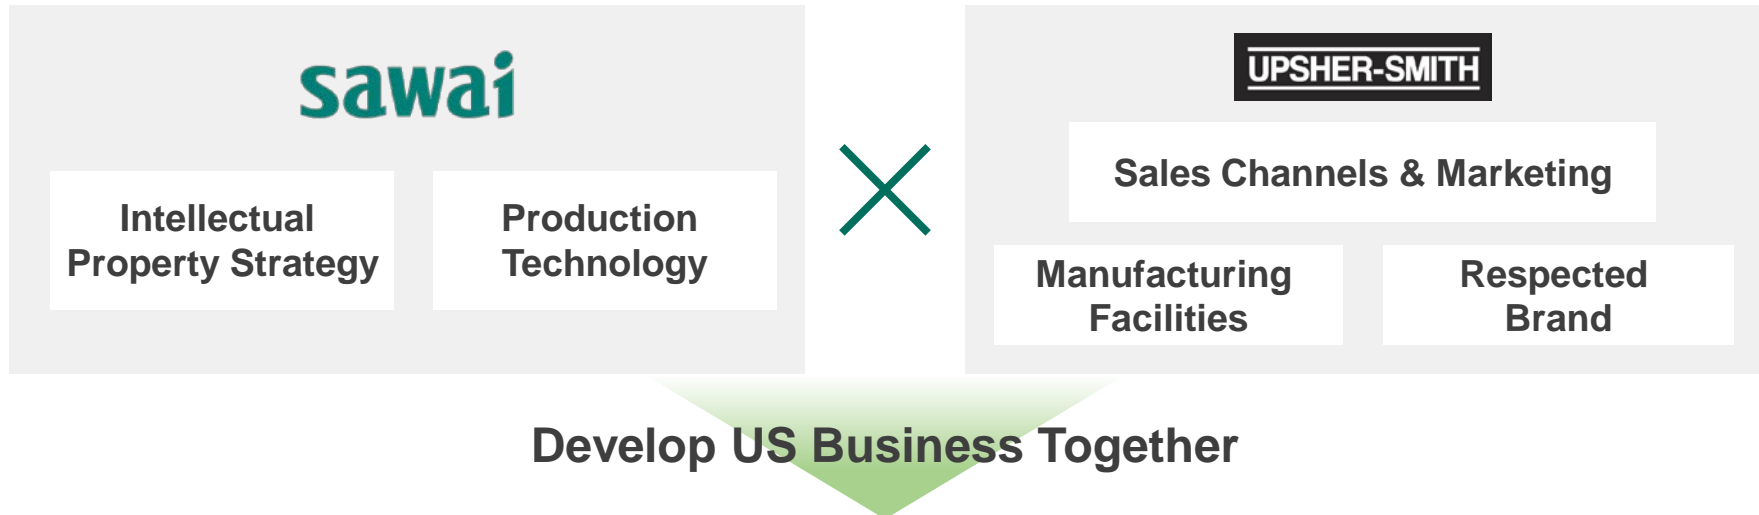 sawai
Intellectual
Property Strategy
Production
Technology
UPSHER-SMITH
Sales Channels & Marketing
Manufacturing
Facilities
Respected
Brand
Develop US Business Together